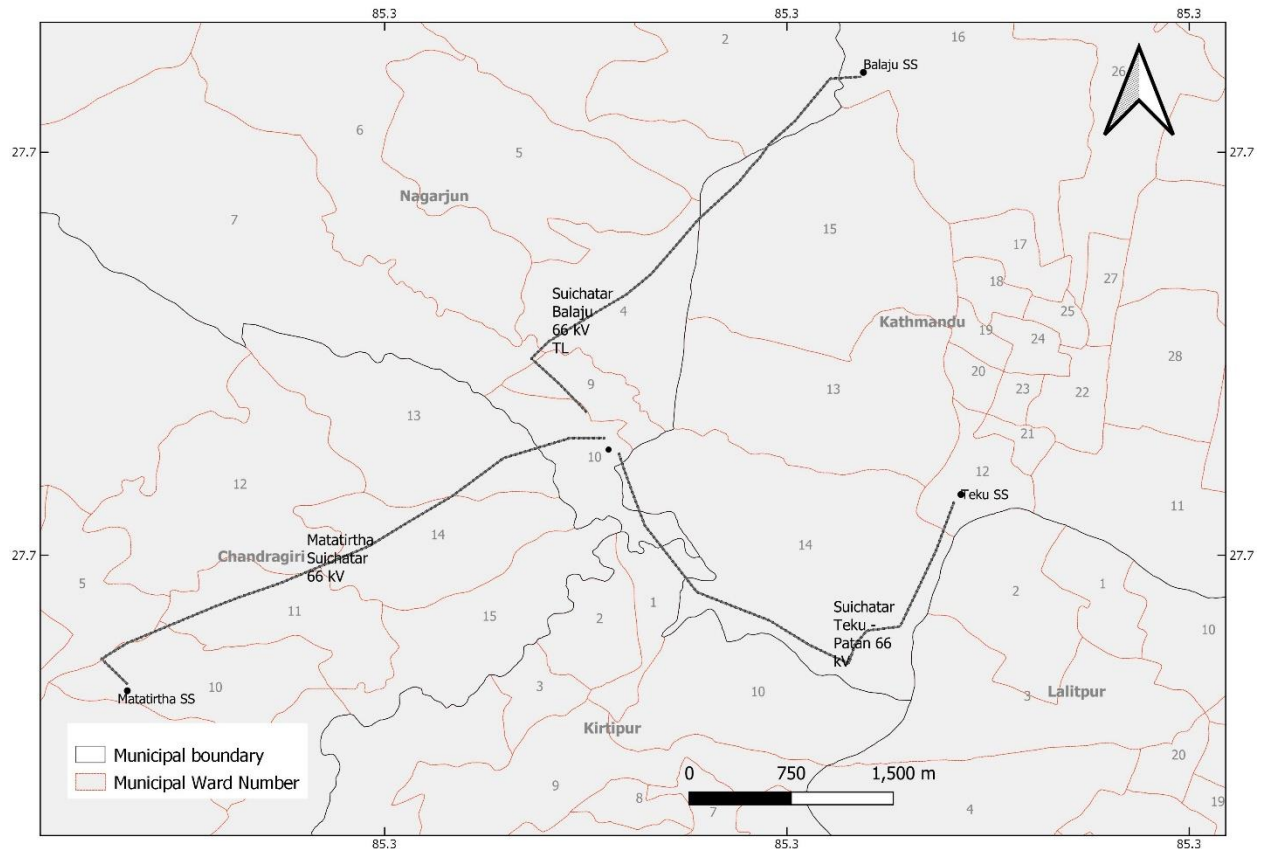 85.3
85.3
85.3
2
16
Balaju SS
26
6
5
27.7
27.7
Nagarjun
7
15
17
18
27
Suichatar
Balaju
66 kV
TL
4
25
Kathmandu
19
24
28
20
9
13
23
22
13
21
10
12
12
Teku SS
11
Matatirtha
Suichatar
66 kV
14
14
27.7
27.7
Chandragiri
5
2
1
11
15
2
1
Suichatar
Teku -
Patan 66
kV
10
3
10
10
3
Lalitpur
Matatirtha SS
Kirtipur
20
Municipal boundary
Municipal Ward Number
0
750
1,500 m
9
8
7
4
19
85.3
85.3
85.3